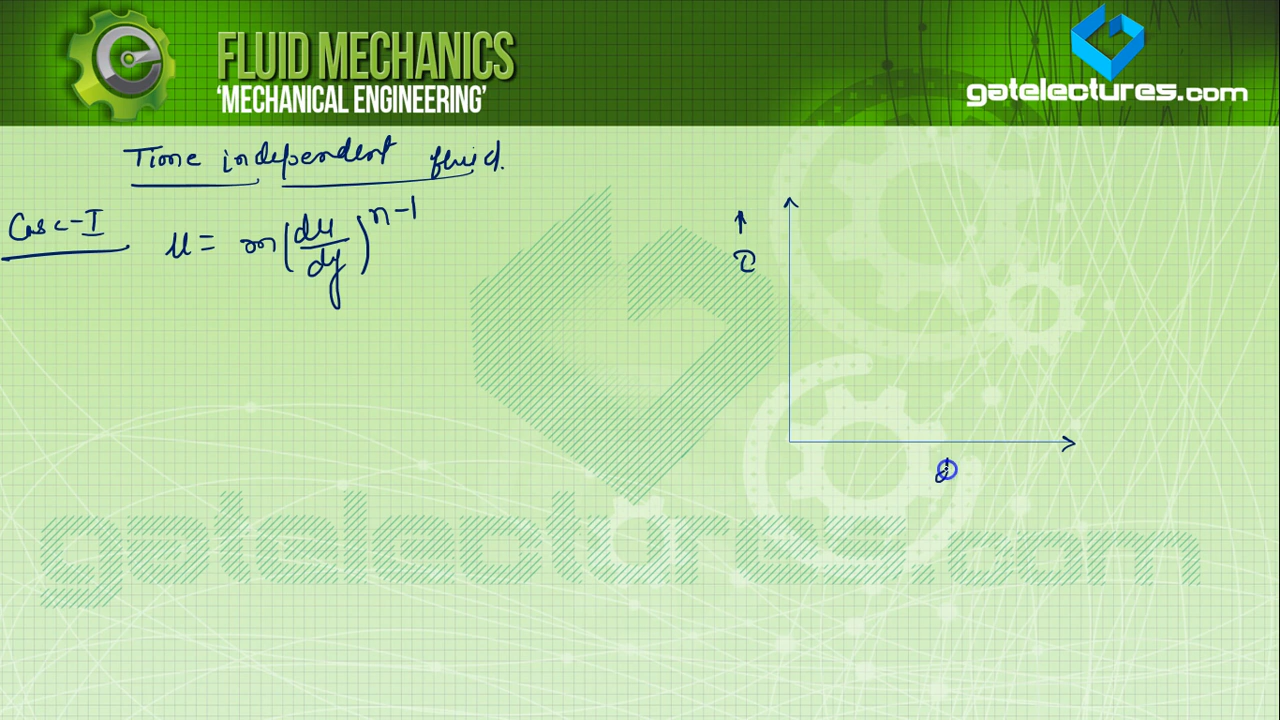 FLUID MECHANICS
'MECHANICAL ENGINEERING'
gatelectures.com
Time independent fluid.
Case-I μ = m(du/dy)^n-1
↑
τ
d
gatelectures.com